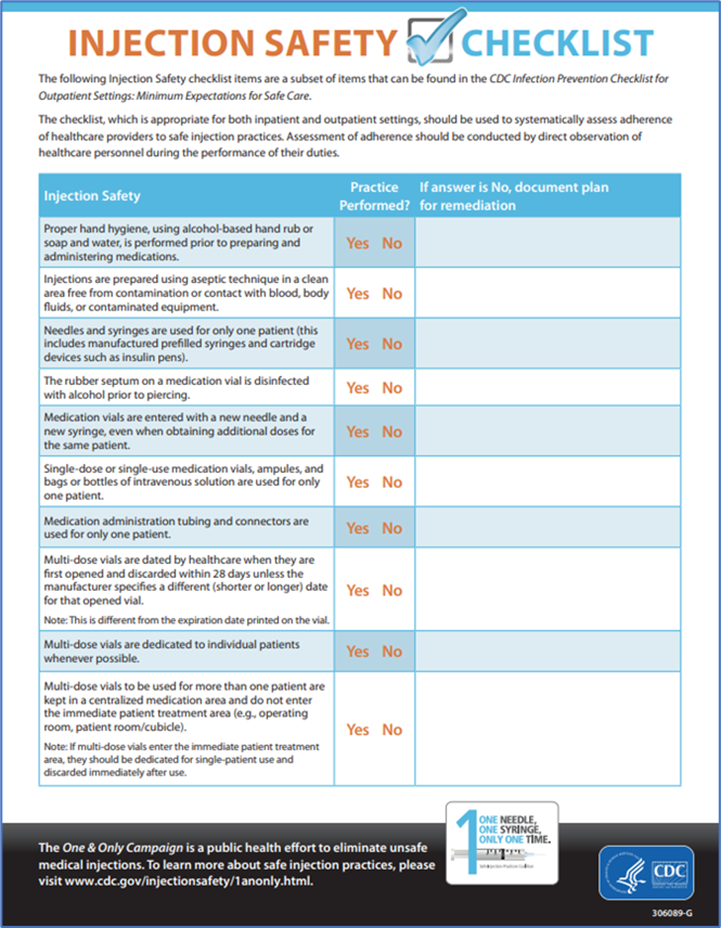 INJECTION SAFETY CHECKLIST
The following Injection Safety checklist items are a subset of items that can be found in the CDC Infection Prevention Checklist for
Outpatient Settings: Minimum Expectations for Safe Care.
The checklist, which is appropriate for both inpatient and outpatient settings, should be used to systematically assess adherence
of healthcare providers to safe injection practices. Assessment of adherence should be conducted by direct observation of
healthcare personnel during the performance of their duties.
Injection Safety
Practice
Performed?
If answer is No, document plan
for remediation
Proper hand hygiene, using alcohol-based hand rub or
soap and water, is performed prior to preparing and
administering medications.
Yes No
Injections are prepared using aseptic technique in a clean
area free from contamination or contact with blood, body
fluids, or contaminated equipment.
Yes No
Needles and syringes are used for only one patient (this
includes manufactured prefilled syringes and cartridge
devices such as insulin pens).
Yes No
The rubber septum on a medication vial is disinfected
with alcohol prior to piercing.
Yes No
Medication vials are entered with a new needle and a
new syringe, even when obtaining additional doses for
the same patient.
Yes No
Single-dose or single-use medication vials, ampules, and
bags or bottles of intravenous solution are used for only
one patient.
Yes No
Medication administration tubing and connectors are
used for only one patient.
Yes No
Multi-dose vials are dated by healthcare when they are
first opened and discarded within 28 days unless the
manufacturer specifies a different (shorter or longer) date
for that opened vial.
Note: This is different from the expiration date printed on the vial.
Yes No
Multi-dose vials are dedicated to individual patients
whenever possible.
Yes No
Multi-dose vials to be used for more than one patient are
kept in a centralized medication area and do not enter
the immediate patient treatment area (e.g., operating
room, patient room/cubicle).
Note: If multi-dose vials enter the immediate patient treatment
area, they should be dedicated for single-patient use and
discarded immediately after use.
Yes No
The One & Only Campaign is a public health effort to eliminate unsafe
medical injections. To learn more about safe injection practices, please
visit www.cdc.gov/injectionsafety/1anonly.html.
1 ONE NEEDLE,
ONE SYRINGE,
ONLY ONE TIME.
Safe Injection Practices Coalition
CDC
306089-G